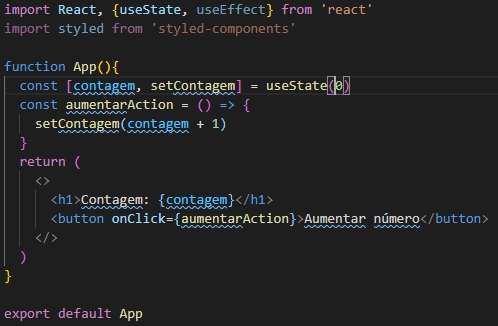 import React, {useState, useEffect} from 'react'
import styled from 'styled-components'
function App(){
const [contagem, setContagem] = useState(0)
const aumentarAction = () => {
setContagem(contagem + 1)
}
return (
<>
<h1>Contagem: {contagem}</h1>
<button onClick={aumentarAction}>Aumentar número</button>
</>
)
}
export default App